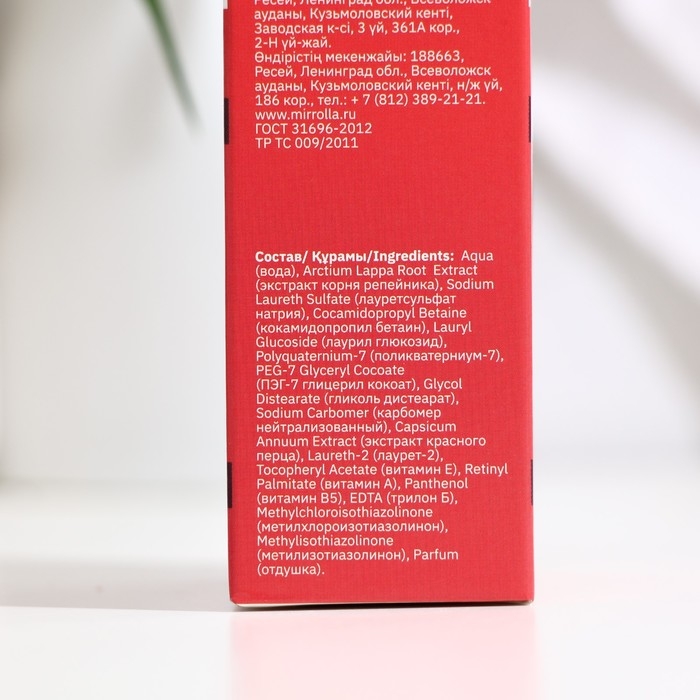 Ресей, Ленинград обл., Всеволожск
ауданы, Кузьмоловский кенті,
Заводская к-сі, 3 үй, 361А кор.,
2-Н үй-жай.
Өндірістің мекенжайы: 188663,
Ресей, Ленинград обл., Всеволожск
ауданы, Кузьмоловский кенті, н/ж үй,
186 кор., тел.: + 7 (812) 389-21-21.
www.mirrolla.ru
ГОСТ 31696-2012
ТР ТС 009/2011
Состав/ Құрамы/Ingredients: Aqua
(вода), Arctium Lappa Root Extract
(экстракт корня репейника), Sodium
Laureth Sulfate (лауретсульфат
натрия), Cocamidopropyl Betaine
(кокамидопропил бетаин), Lauryl
Glucoside (лаурил глюкозид),
Polyquaternium-7 (поликватерниум-7),
PEG-7 Glyceryl Cocoate
(ПЭГ-7 глицерил кокоат), Glycol
Distearate (гликоль дистеарат),
Sodium Carbomer (карбомер
нейтрализованный), Capsicum
Annuum Extract (экстракт красного
перца), Laureth-2 (лаурет-2),
Tocopheryl Acetate (витамин Е), Retinyl
Palmitate (витамин А), Panthenol
(витамин В5), EDTA (трилон Б),
Methylchloroisothiazolinone
(метилхлороизотиазолинон),
Methylisothiazolinone
(метилизотиазолинон), Parfum
(отдушка).